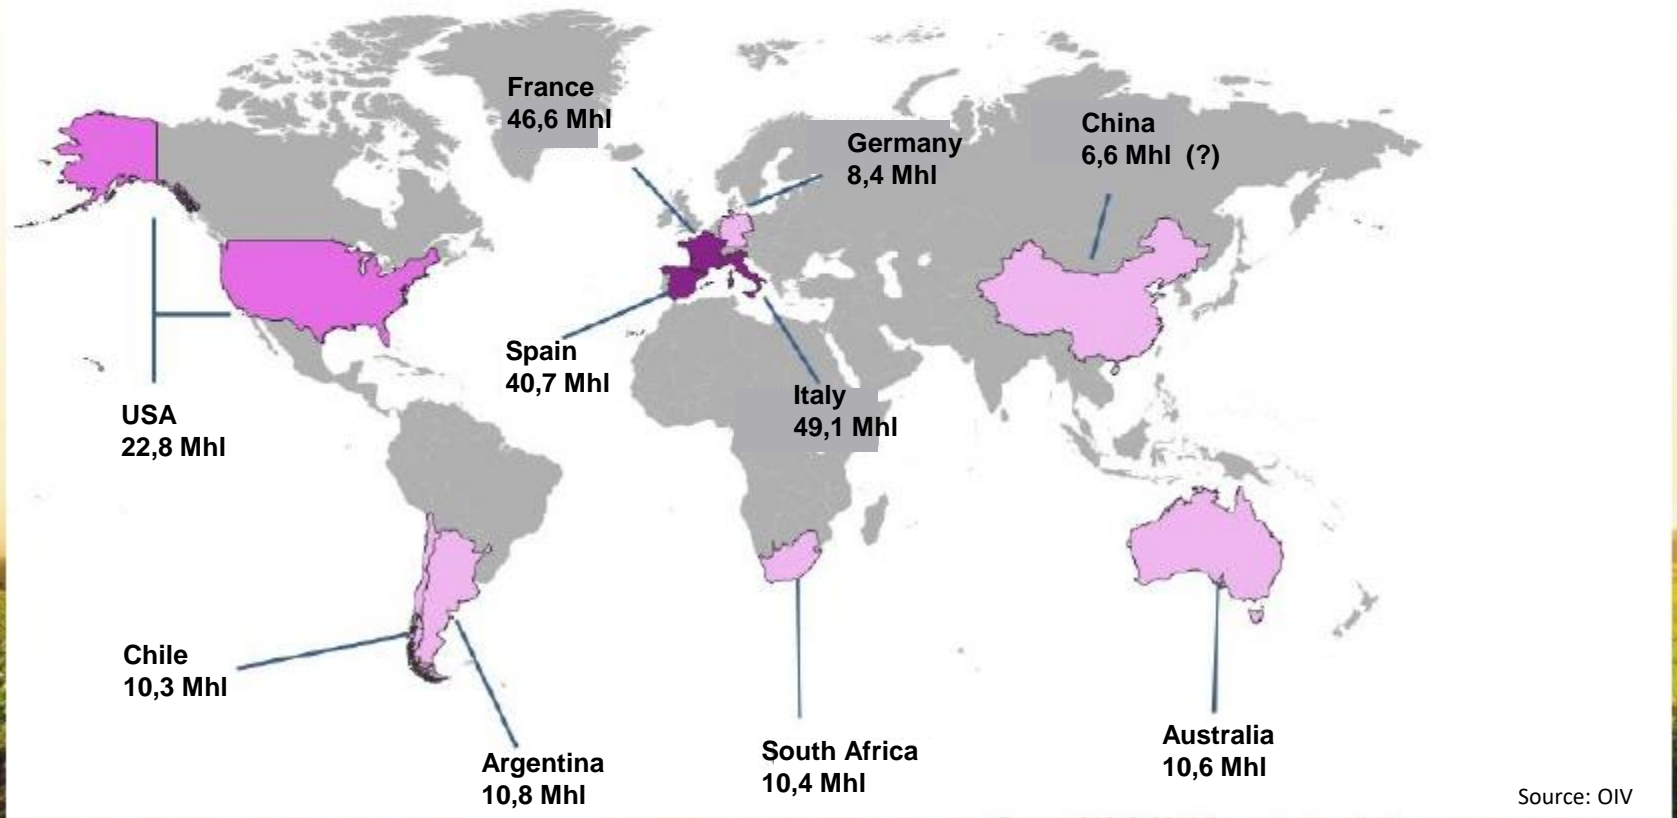 France
46,6 Mhl
Germany
8,4 Mhl
China
6,6 Mhl (?)
Spain
40,7 Mhl
Italy
49,1 Mhl
USA
22,8 Mhl
Chile
10,3 Mhl
Argentina
10,8 Mhl
South Africa
10,4 Mhl
Australia
10,6 Mhl
Source: OIV